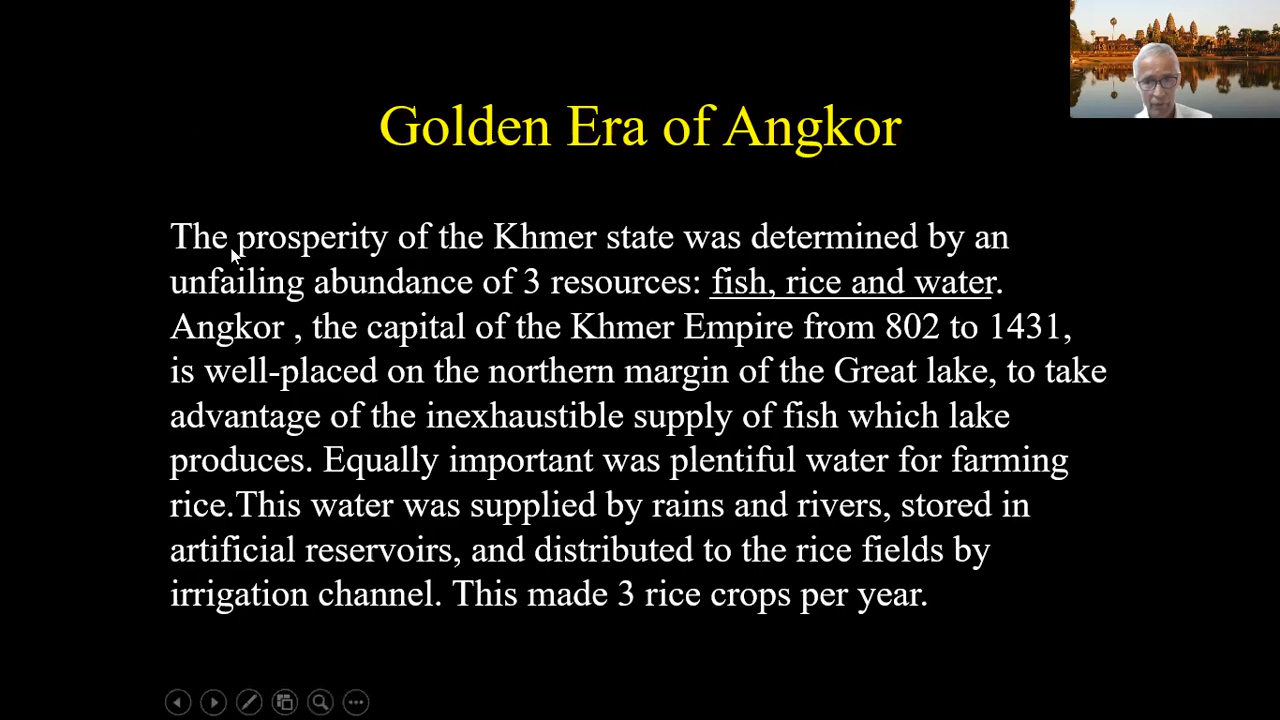 Golden Era of Angkor
The prosperity of the Khmer state was determined by an
unfailing abundance of 3 resources: fish, rice and water.
Angkor , the capital of the Khmer Empire from 802 to 1431,
is well-placed on the northern margin of the Great lake, to take
advantage of the inexhaustible supply of fish which lake
produces. Equally important was plentiful water for farming
rice.This water was supplied by rains and rivers, stored in
artificial reservoirs, and distributed to the rice fields by
irrigation channel. This made 3 rice crops per year.